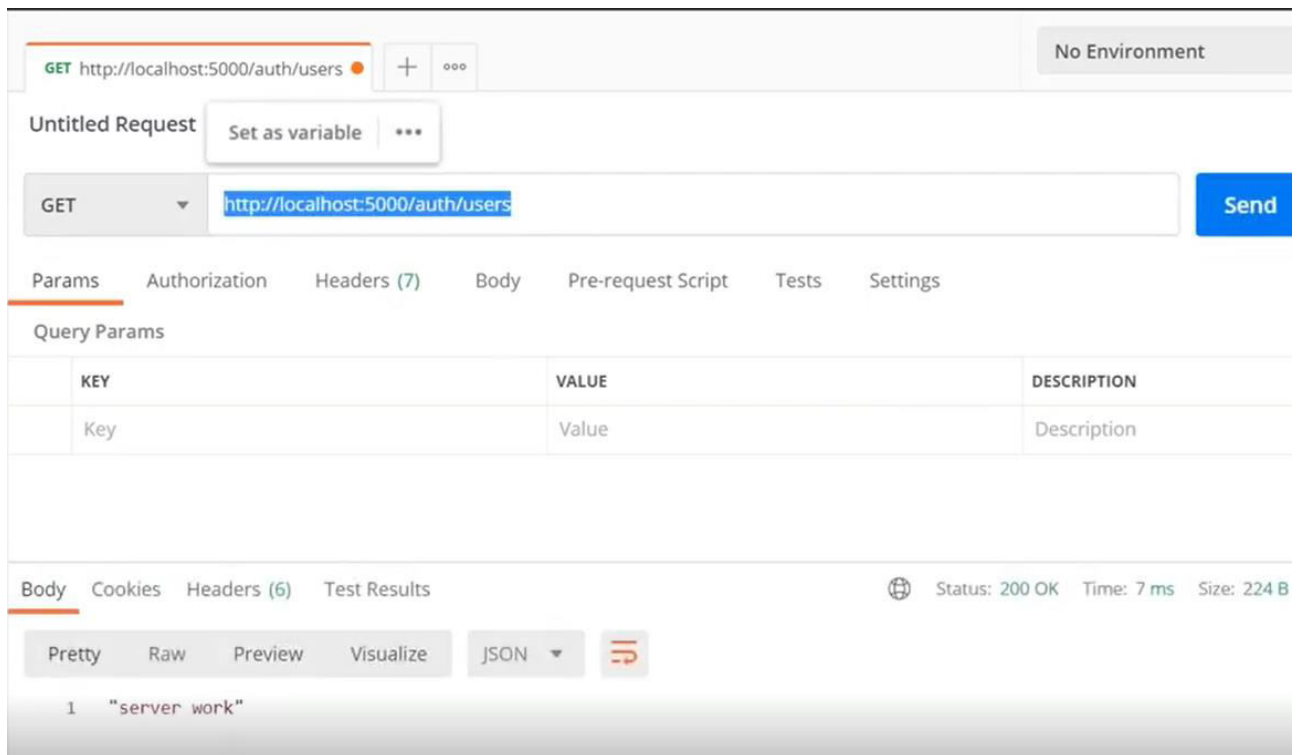 GET http://localhost:5000/auth/users
No Environment
Untitled Request
Set as variable
GET http://localhost:5000/auth/users Send
Params Authorization Headers (7) Body Pre-request Script Tests Settings
Query Params
KEY VALUE DESCRIPTION
Key Value Description
Body Cookies Headers (6) Test Results Status: 200 OK Time: 7 ms Size: 224 B
Pretty Raw Preview Visualize JSON
1 "server work"